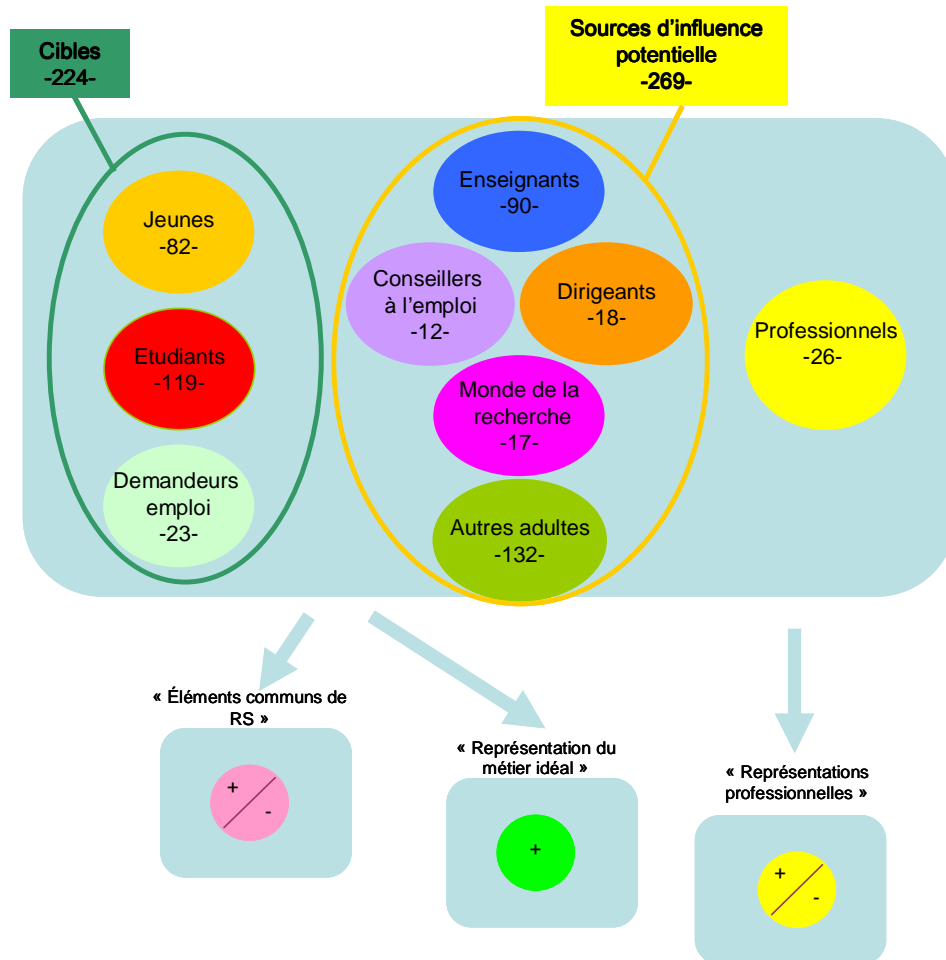 Cibles
-224-
Sources d’influence
potentielle
-269-
Jeunes
-82-
Etudiants
-119-
Demandeurs
emploi
-23-
Enseignants
-90-
Conseillers
à l’emploi
-12-
Dirigeants
-18-
Monde de la
recherche
-17-
Autres adultes
-132-
Professionnels
-26-
« Éléments communs de
RS »
+
-
« Représentation du
métier idéal »
+
« Représentations
professionnelles »
+
-